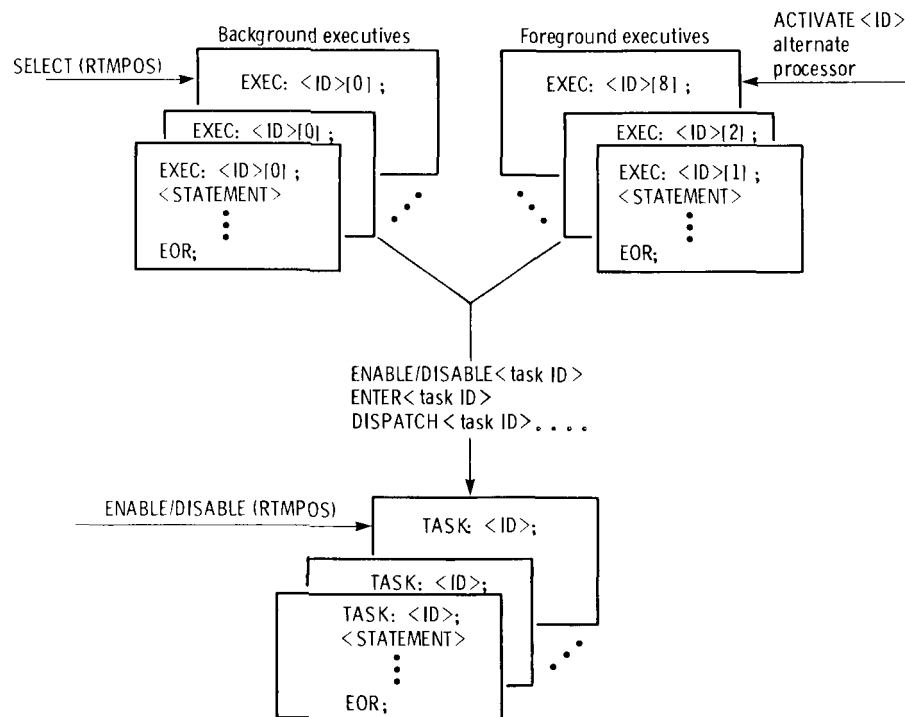 Background executives
Foreground executives
ACTIVATE <ID>
alternate
processor
SELECT (RTMPOS)
EXEC: <ID>[0] ;
EXEC: <ID>[0] ;
EXEC: <ID>[0] ;
<STATEMENT>
EOR;
EXEC: <ID>[8] ;
EXEC: <ID>[2] ;
EXEC: <ID>[1] ;
<STATEMENT>
EOR;
ENABLE/DISABLE<task ID>
ENTER<task ID>
DISPATCH<task ID>. . . .
ENABLE/DISABLE (RTMPOS)
TASK: <ID>;
TASK: <ID>;
TASK: <ID>;
<STATEMENT>
EOR;